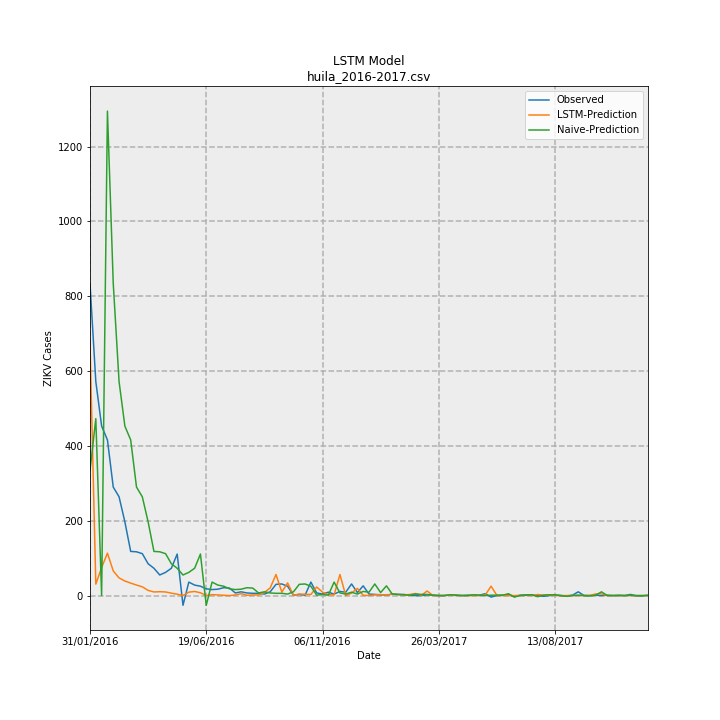 LSTM Model
huila_2016-2017.csv
Observed
LSTM-Prediction
Naive-Prediction
1200
1000
800
600
400
200
0
ZIKV Cases
31/01/2016
19/06/2016
06/11/2016
26/03/2017
13/08/2017
Date